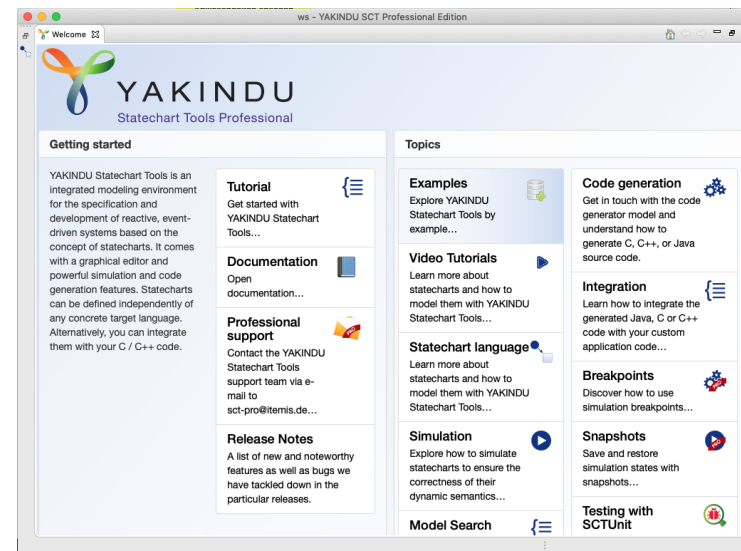 ws - YAKINDU SCT Professional Edition
Welcome
YAKINDU
Statechart Tools Professional
Getting started
YAKINDU Statechart Tools is an
integrated modeling environment
for the specification and
development of reactive, event-
driven systems based on the
concept of statecharts. It comes
with a graphical editor and
powerful simulation and code
generation features. Statecharts
can be defined independently of
any concrete target language.
Alternatively, you can integrate
them with your C / C++ code.
Tutorial
Get started with
YAKINDU Statechart
Tools...
Documentation
Open
documentation...
Professional
support
Contact the YAKINDU
Statechart Tools
support team via e-
mail to
sct-pro@itemis.de...
PRO
Release Notes
A list of new and noteworthy
features as well as bugs we
have tackled down in the
particular releases.
Topics
Examples
Explore YAKINDU
Statechart Tools by
example...
Video Tutorials
Learn more about
statecharts and how to
model them with YAKINDU
Statechart Tools...
Statechart language
Learn more about
statecharts and how to
model them with YAKINDU
Statechart Tools...
Simulation
Explore how to simulate
statecharts to ensure the
correctness of their
dynamic semantics...
Model Search
Code generation
Get in touch with the code
generator model and
understand how to
generate C, C++, or Java
source code.
Integration
Learn how to integrate the
generated Java, C or C++
code with your custom
application code...
Breakpoints
Discover how to use
simulation breakpoints...
PRO
Snapshots
Save and restore
simulation states with
snapshots...
PRO
Testing with
SCTUnit